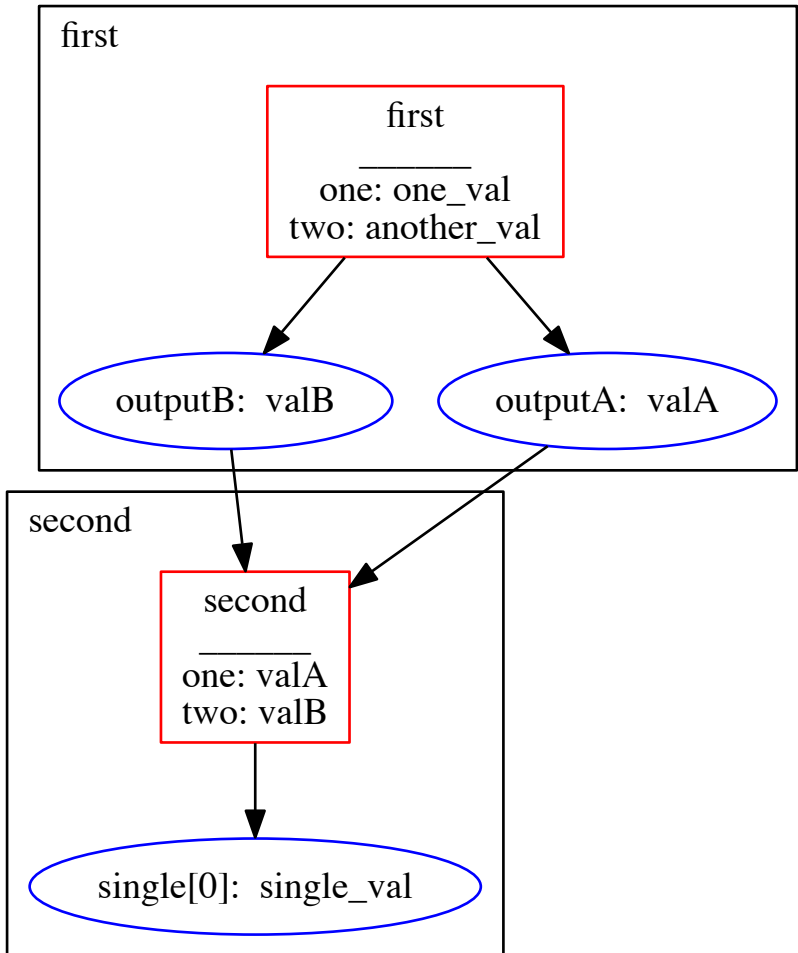 first
first
______
one: one_val
two: another_val
outputB:  valB
outputA:  valA
second
second
______
one: valA
two: valB
single[0]:  single_val